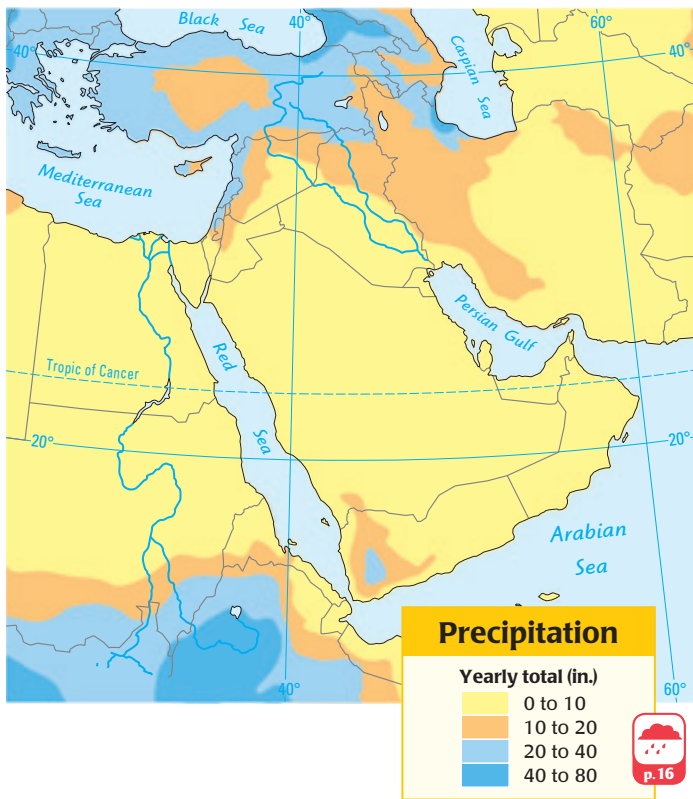 Black Sea
40°
60°
40°
40°
Caspian Sea
Mediterranean
Sea
Persian Gulf
Red
Sea
Tropic of Cancer
20°
20°
Arabian
Sea
40°
60°
Precipitation
Yearly total (in.)
0 to 10
10 to 20
20 to 40
40 to 80
p.16